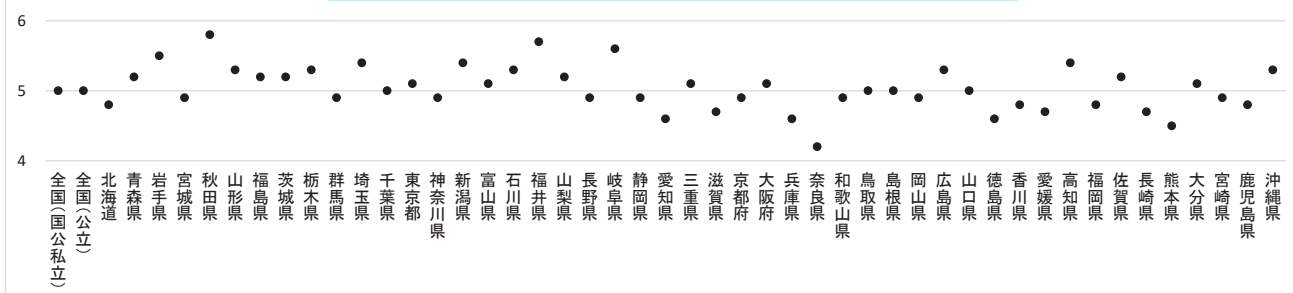 6
5
4
全国(国公私立)
全国(公立)
北海道
青森県
岩手県
宮城県
秋田県
山形県
福島県
茨城県
栃木県
群馬県
埼玉県
千葉県
東京都
神奈川県
新潟県
富山県
石川県
福井県
山梨県
長野県
岐阜県
静岡県
愛知県
三重県
滋賀県
京都府
大阪府
兵庫県
奈良県
和歌山県
鳥取県
島根県
岡山県
広島県
山口県
徳島県
香川県
愛媛県
高知県
福岡県
佐賀県
長崎県
熊本県
大分県
宮崎県
鹿児島県
沖縄県